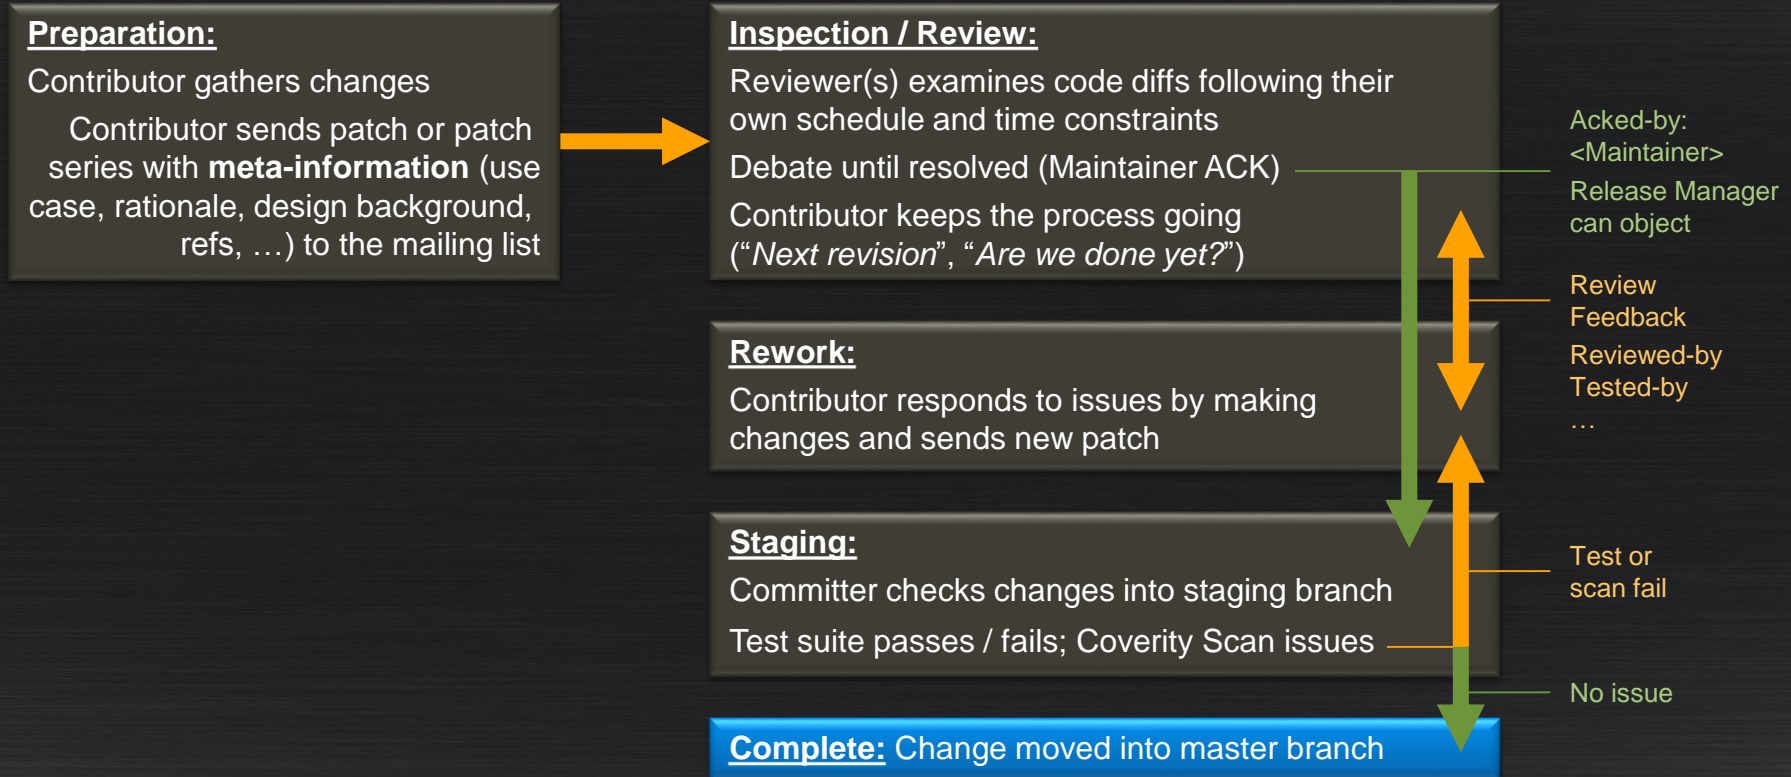 Preparation:
Contributor gathers changes
Contributor sends patch or patch
series with meta-information (use
case, rationale, design background,
refs, …) to the mailing list
Inspection / Review:
Reviewer(s) examines code diffs following their
own schedule and time constraints
Debate until resolved (Maintainer ACK)
Contributor keeps the process going
(“Next revision”, “Are we done yet?”)
Acked-by:
<Maintainer>
Release Manager
can object
Review
Feedback
Reviewed-by
Tested-by
…
Rework:
Contributor responds to issues by making
changes and sends new patch
Staging:
Committer checks changes into staging branch
Test suite passes / fails; Coverity Scan issues
Test or
scan fail
No issue
Complete: Change moved into master branch